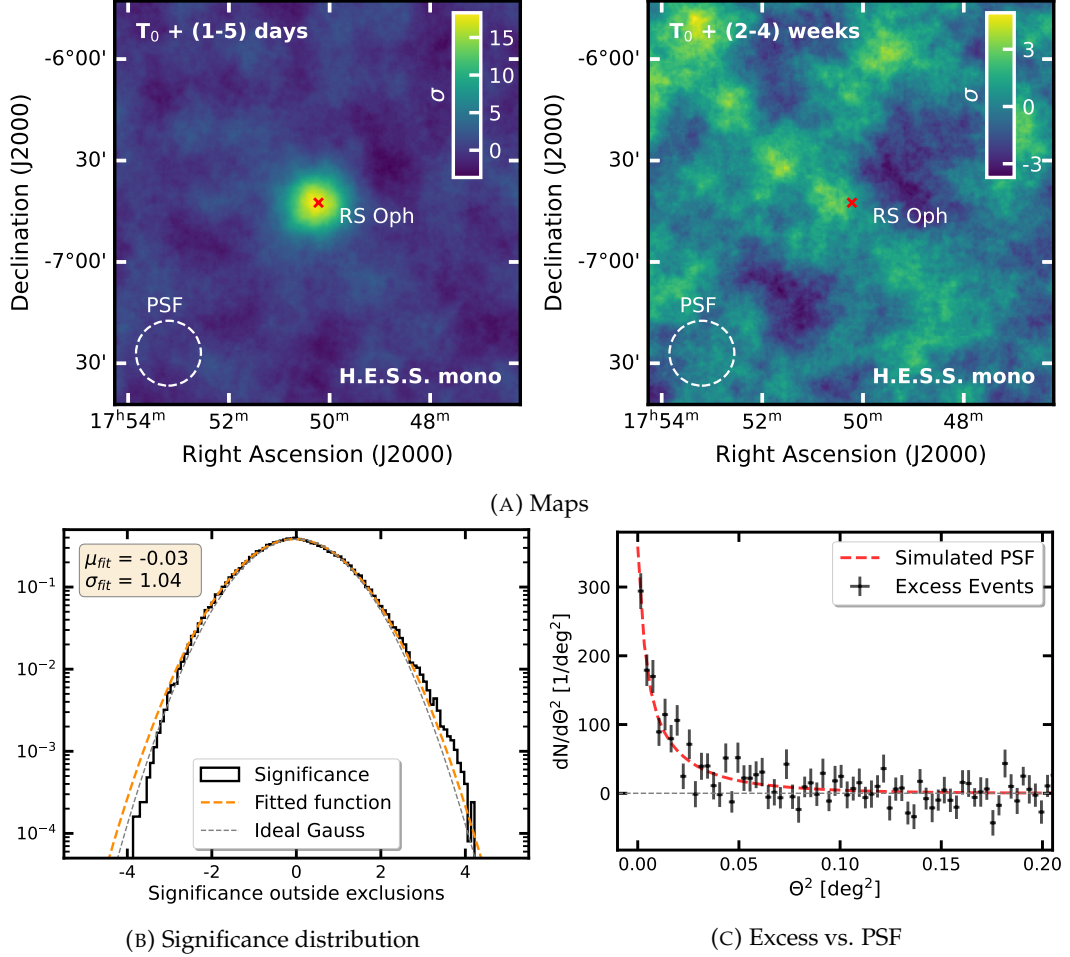 T₀ + (1-5) days
σ
15
10
5
0
RS Oph
PSF
H.E.S.S. mono
-6°00'
30'
-7°00'
30'
Declination (J2000)
17ʰ54ᵐ
52ᵐ
50ᵐ
48ᵐ
Right Ascension (J2000)
T₀ + (2-4) weeks
σ
3
0
-3
RS Oph
PSF
H.E.S.S. mono
-6°00'
30'
-7°00'
30'
Declination (J2000)
17ʰ54ᵐ
52ᵐ
50ᵐ
48ᵐ
Right Ascension (J2000)
(A) Maps
μfit = -0.03
σfit = 1.04
10⁻¹
10⁻²
10⁻³
10⁻⁴
Significance
Fitted function
Ideal Gauss
-4
-2
0
2
4
Significance outside exclusions
(B) Significance distribution
Simulated PSF
Excess Events
dN/dΘ² [1/deg²]
300
200
100
0
0.00
0.05
0.10
0.15
0.20
Θ² [deg²]
(C) Excess vs. PSF